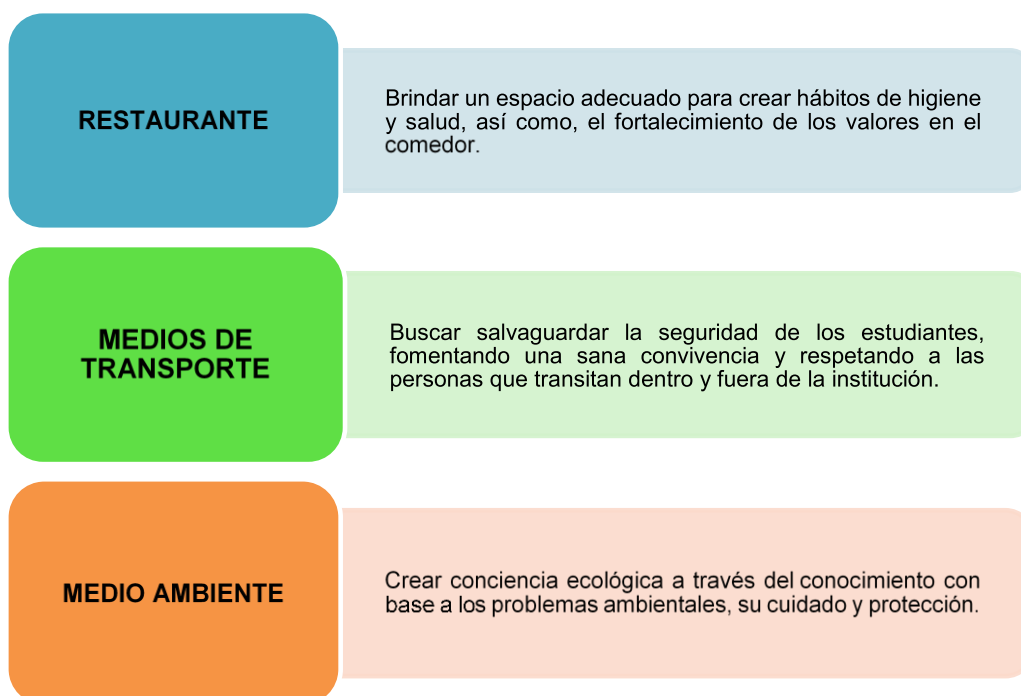 RESTAURANTE
Brindar un espacio adecuado para crear hábitos de higiene
y salud, así como, el fortalecimiento de los valores en el
comedor.
MEDIOS DE
TRANSPORTE
Buscar salvaguardar la seguridad de los estudiantes,
fomentando una sana convivencia y respetando a las
personas que transitan dentro y fuera de la institución.
MEDIO AMBIENTE
Crear conciencia ecológica a través del conocimiento con
base a los problemas ambientales, su cuidado y protección.